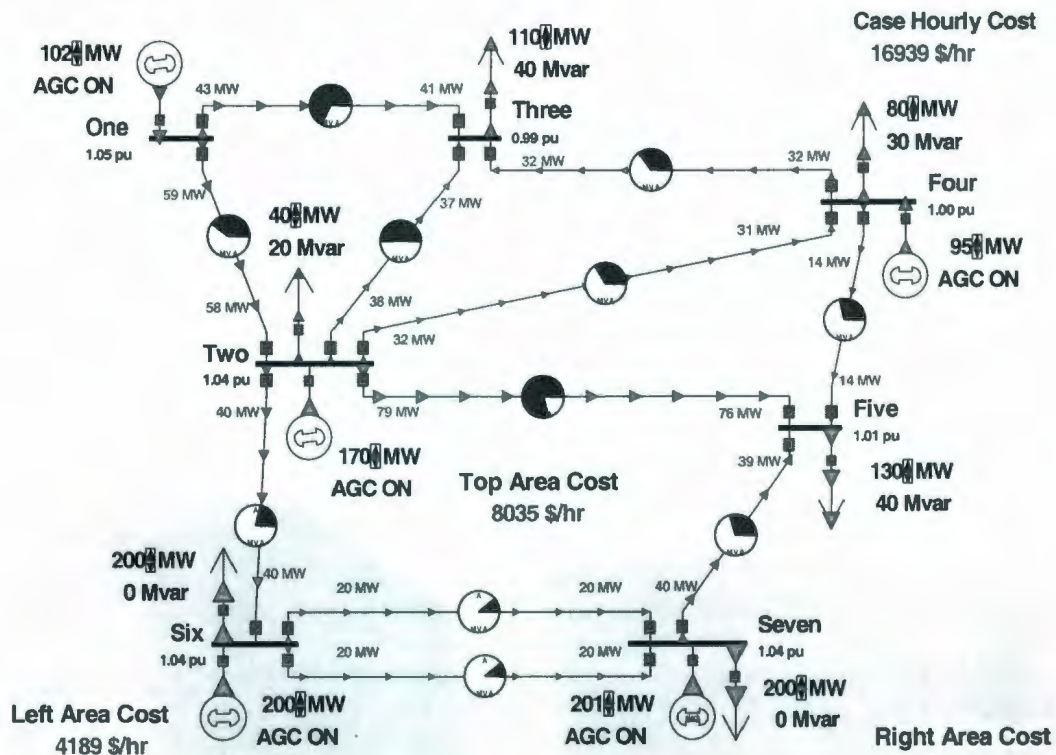 Case Hourly Cost
16939 $/hr
102 MW
AGC ON
110 MW
40 Mvar
43 MW
41 MW
One
1.05 pu
Three
0.99 pu
80 MW
30 Mvar
32 MW
32 MW
Four
1.00 pu
59 MW
37 MW
40 MW
20 Mvar
31 MW
95 MW
AGC ON
14 MW
58 MW
38 MW
32 MW
Two
1.04 pu
14 MW
40 MW
79 MW
76 MW
Five
1.01 pu
170 MW
AGC ON
39 MW
130 MW
40 Mvar
Top Area Cost
8035 $/hr
A
MVA
200 MW
0 Mvar
40 MW
20 MW
20 MW
40 MW
Six
1.04 pu
Seven
1.04 pu
20 MW
20 MW
A
MVA
200 MW
AGC ON
201 MW
AGC ON
200 MW
0 Mvar
Left Area Cost
4189 $/hr
Right Area Cost